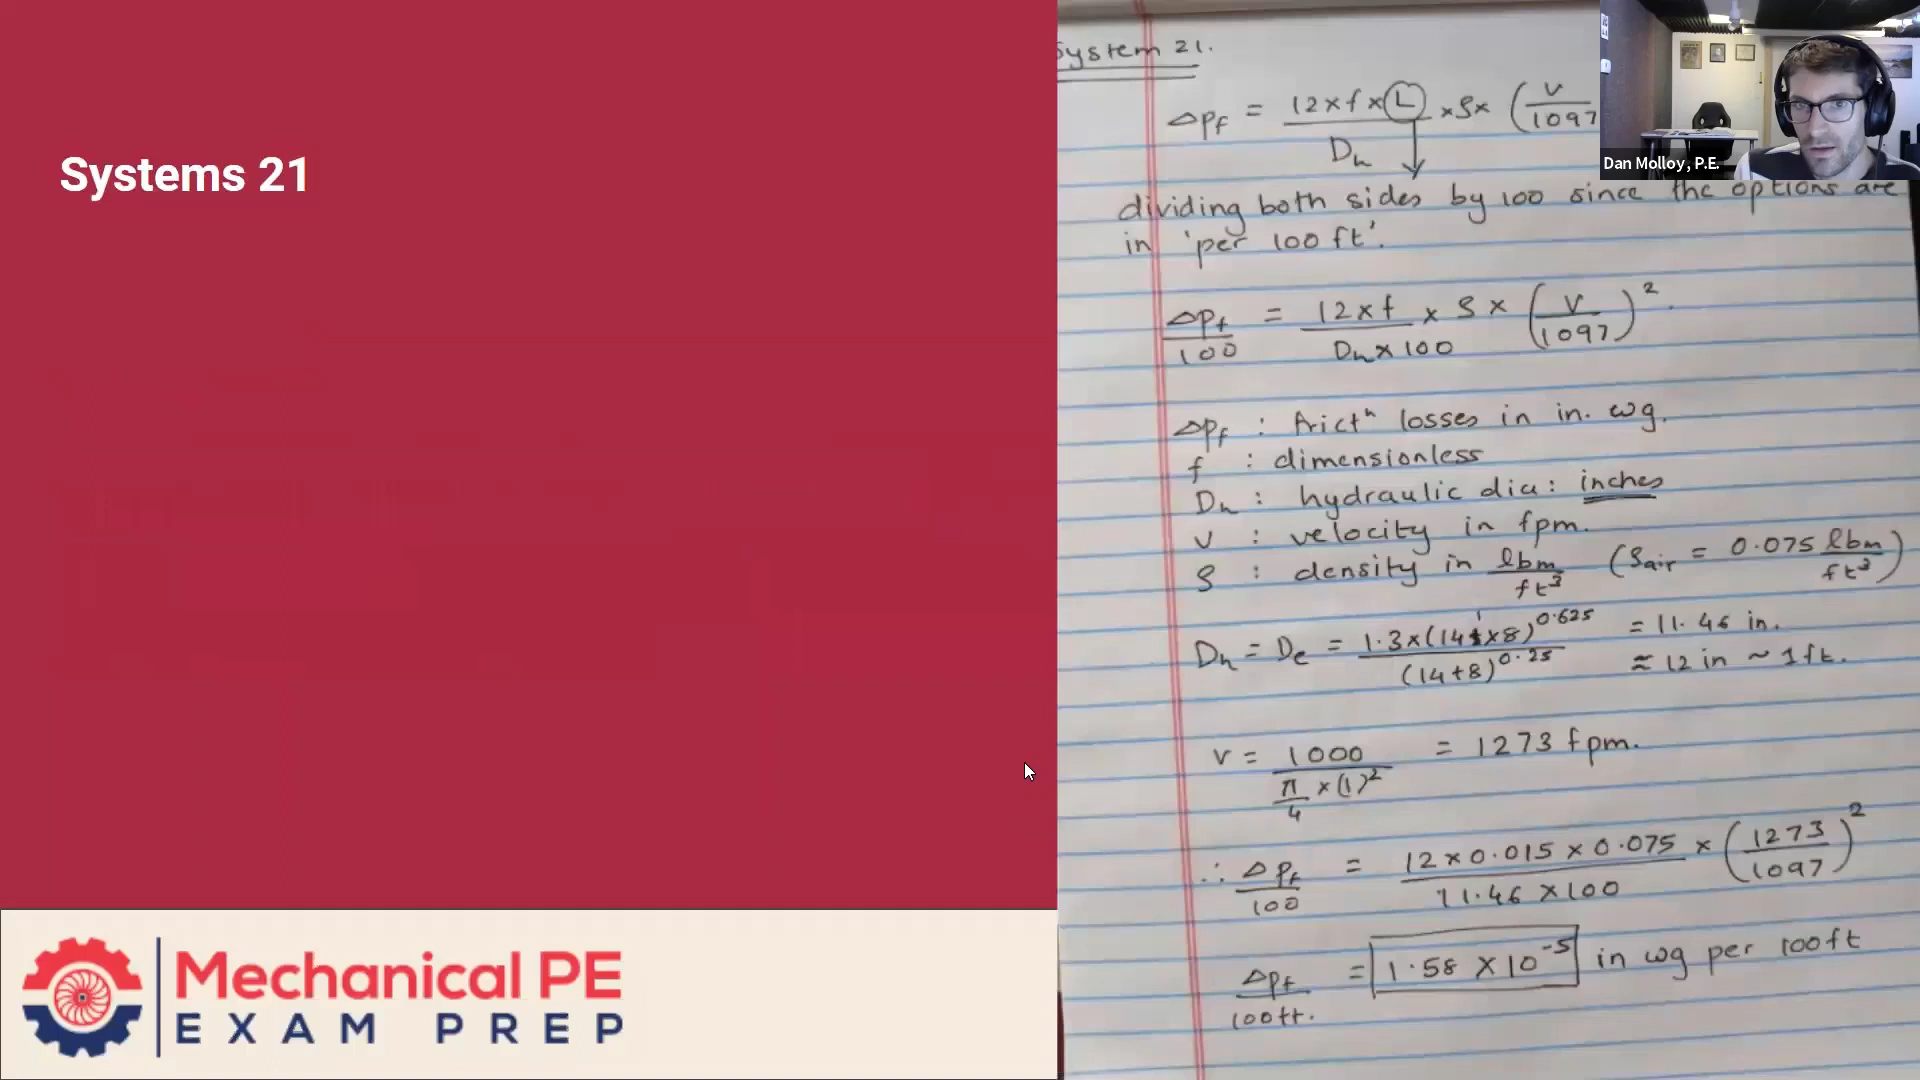 Systems 21
System 21.
Δpf = 12×f×L / Dh ×ρ× (V/1097
dividing both sides by 100 since the options are
in 'per 100 ft'.
Δpf/100 = 12×f / Dh×100 × ρ × (V/1097)²
Δpf : frictⁿ losses in in. wg.
f : dimensionless
Dh : hydraulic dia: inches
v : velocity in fpm.
ρ : density in lbm/ft³ (ρair = 0.075 lbm/ft³)
Dh = De = 1.3×(14×8)^0.625 / (14+8)^0.25 = 11.46 in.
≈ 12 in ~ 1ft.
v = 1000 / π/4 ×(1)² = 1273 fpm.
∴ Δpf/100 = 12×0.015×0.075 / 11.46×100 × (1273/1097)²
Δpf/100ft. = 1.58 × 10⁻⁵ in wg per 100ft
Dan Molloy, P.E.
Mechanical PE
EXAM PREP